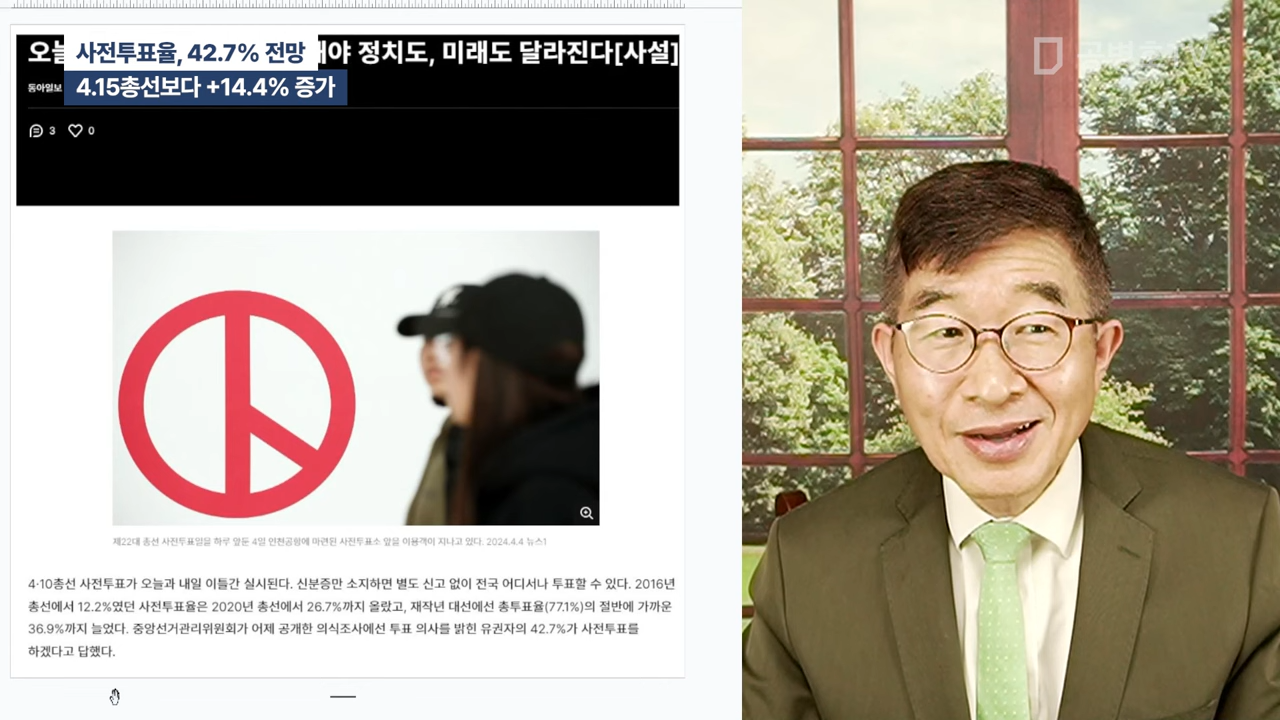 사전투표율, 42.7% 전망
4.15총선보다 +14.4% 증가
오늘 해야 정치도, 미래도 달라진다[사설]
동아일보
3 0
제22대 총선 사전투표일을 하루 앞둔 4일 인천공항에 마련된 사전투표소 앞을 이용객이 지나고 있다. 2024.4.4 뉴스1
4·10총선 사전투표가 오늘과 내일 이틀간 실시된다. 신분증만 소지하면 별도 신고 없이 전국 어디서나 투표할 수 있다. 2016년
총선에서 12.2%였던 사전투표율은 2020년 총선에서 26.7%까지 올랐고, 재작년 대선에선 총투표율(77.1%)의 절반에 가까운
36.9%까지 늘었다. 중앙선거관리위원회가 어제 공개한 의식조사에선 투표 의사를 밝힌 유권자의 42.7%가 사전투표를
하겠다고 답했다.